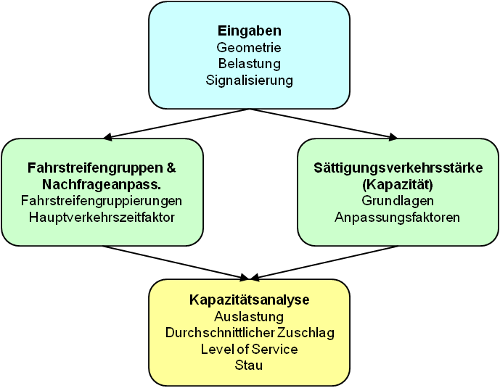 Eingaben
Geometrie
Belastung
Signalisierung
Fahrstreifengruppen &
Nachfrageanpass.
Fahrstreifengruppierungen
Hauptverkehrszeitfaktor
Sättigungsverkehrsstärke
(Kapazität)
Grundlagen
Anpassungsfaktoren
Kapazitätsanalyse
Auslastung
Durchschnittlicher Zuschlag
Level of Service
Stau